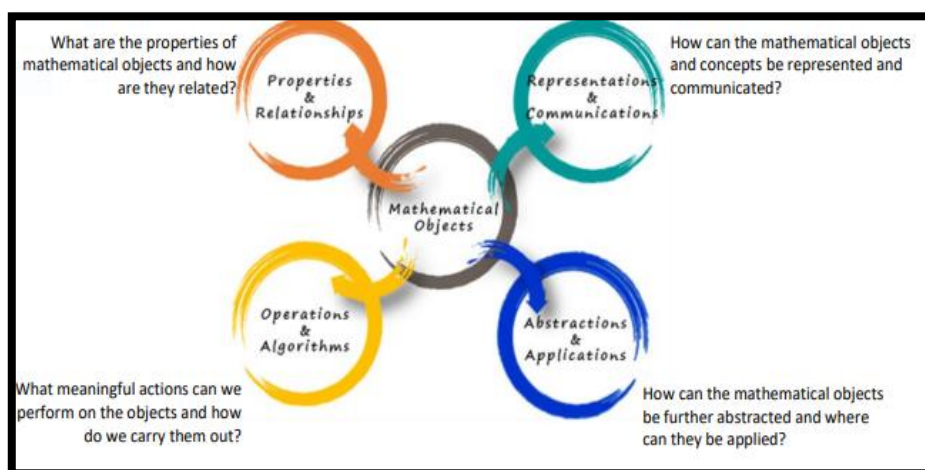 What are the properties of
mathematical objects and how
are they related?
Properties
&
Relationships
How can the mathematical objects
and concepts be represented and
communicated?
Representations
&
Communications
Mathematical
Objects
Operations
&
Algorithms
What meaningful actions can we
perform on the objects and how
do we carry them out?
Abstractions
&
Applications
How can the mathematical objects
be further abstracted and where
can they be applied?